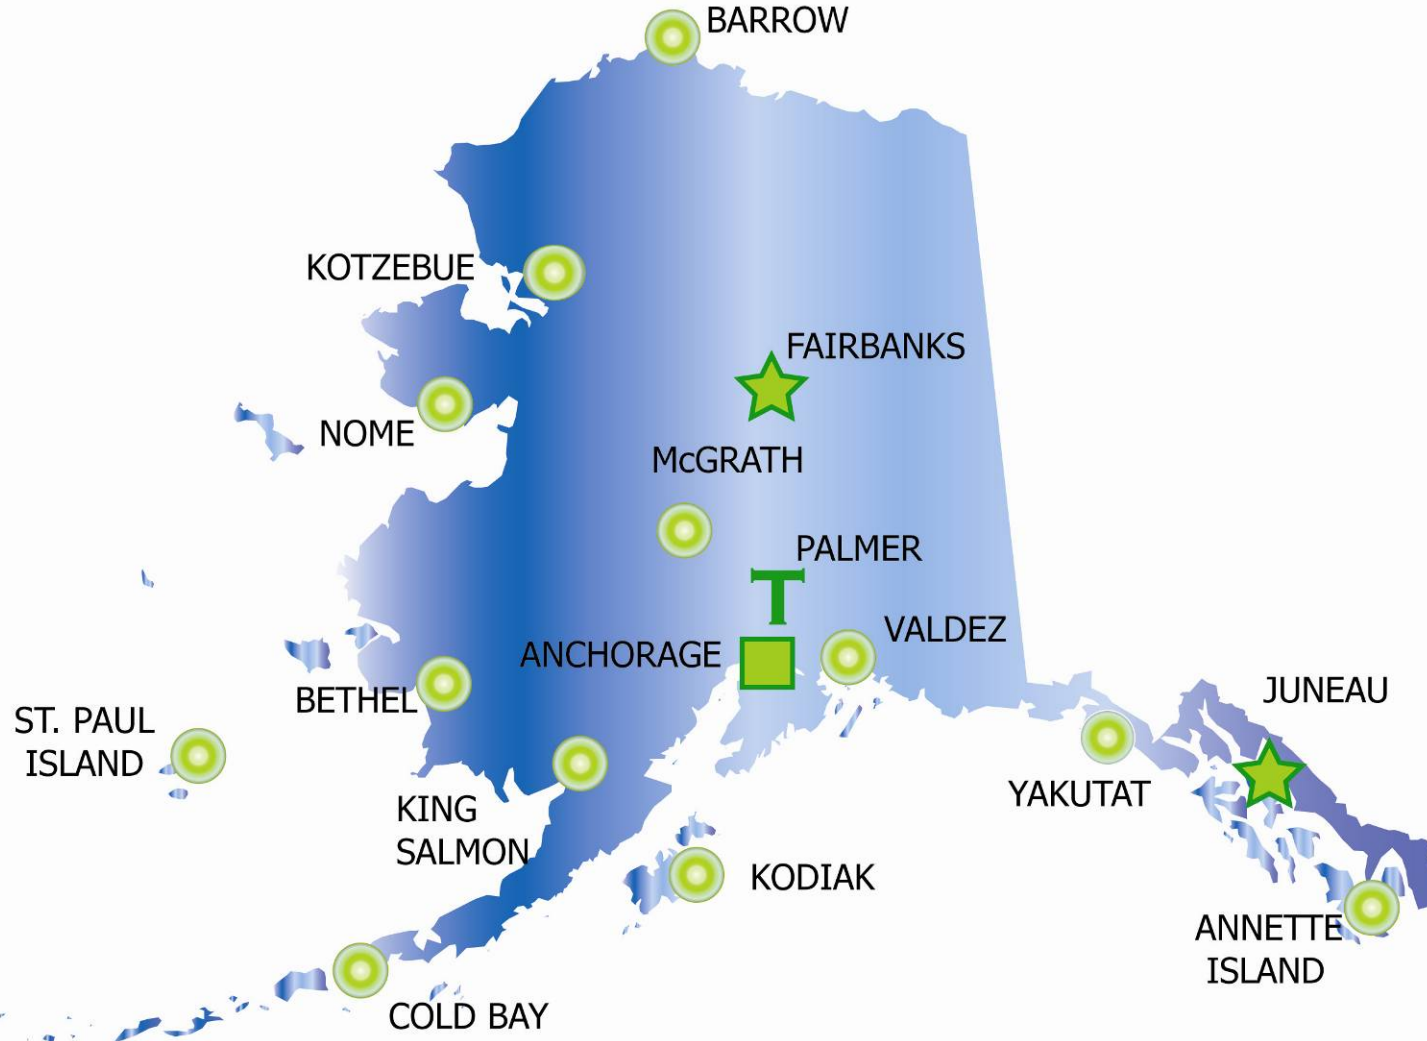 BARROW
KOTZEBUE
FAIRBANKS
NOME
McGRATH
PALMER
VALDEZ
ANCHORAGE
BETHEL
JUNEAU
ST. PAUL
ISLAND
YAKUTAT
KING
SALMON
KODIAK
ANNETTE
ISLAND
COLD BAY